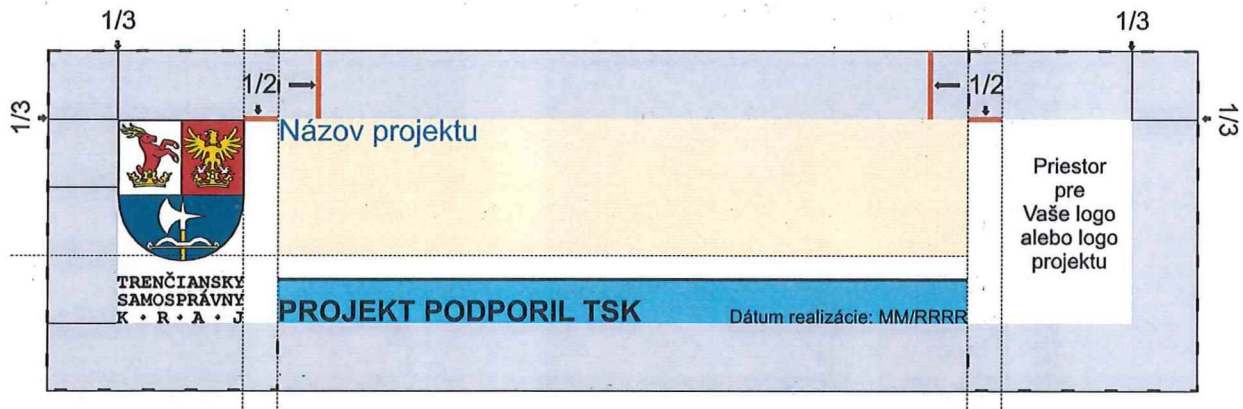 1/3
1/3
1/2
1/2
1/3
1/3
Názov projektu
Priestor
pre
Vaše logo
alebo logo
projektu
TRENČIANSKY
SAMOSPRÁVNY
K · R · A · J
PROJEKT PODPORIL TSK
Dátum realizácie: MM/RRRR